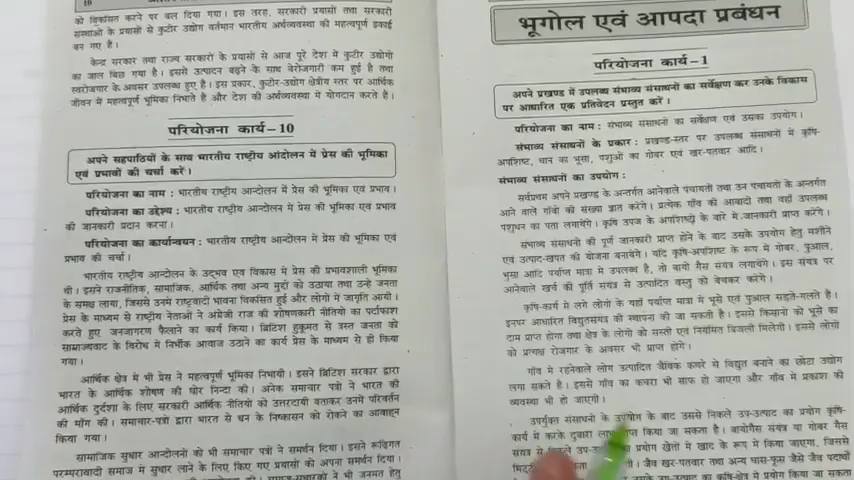 10
को विकसित करने पर बल दिया गया। इस तरह, सरकारी प्रयासों तथा सरकारी
संस्थाओं के प्रयासों से कुटीर उद्योग वर्तमान भारतीय अर्थव्यवस्था की महत्वपूर्ण इकाई
बन गए है।
केन्द्र सरकार तथा राज्य सरकारों के प्रयासों से आज पूरे देश में कुटीर उद्योगों
का जाल बिछ गया है। इससे उत्पादन बढ़ने के साथ बेरोजगारी कम हुई है तथा
स्वरोजगार के अवसर उपलब्ध हुए है। इस प्रकार, कुटीर-उद्योग क्षेत्रीय स्तर पर आर्थिक
जीवन में महत्वपूर्ण भूमिका निभाते है और देश की अर्थव्यवस्था में योगदान करते है।
परियोजना कार्य–10
अपने सहपाठियों के साथ भारतीय राष्ट्रीय आंदोलन में प्रेस की भूमिका
एवं प्रभावों की चर्चा करें।
परियोजना का नाम : भारतीय राष्ट्रीय आन्दोलन में प्रेस की भूमिका एवं प्रभाव।
परियोजना का उद्देश्य : भारतीय राष्ट्रीय आन्दोलन में प्रेस की भूमिका एवं प्रभाव
की जानकारी प्रदान करना।
परियोजना का कार्यान्वयन : भारतीय राष्ट्रीय आन्दोलन में प्रेस की भूमिका एवं
प्रभाव की चर्चा।
भारतीय राष्ट्रीय आन्दोलन के उद्भव एवं विकास में प्रेस की प्रभावशाली भूमिका
थी। इसने राजनीतिक, सामाजिक, आर्थिक तथा अन्य मुद्दों को उठाया तथा उन्हें जनता
के समक्ष लाया, जिससे उनमें राष्ट्रवादी भावना विकसित हुई और लोगों में जागृति आयी।
प्रेस के माध्यम से राष्ट्रीय नेताओं ने अंग्रेजी राज की शोषणकारी नीतियों का पर्दाफाश
करते हुए जनजागरण फैलाने का कार्य किया। ब्रिटिश हुकूमत से त्रस्त जनता को
साम्राज्यवाद के विरोध में निर्भीक आवाज उठाने का कार्य प्रेस के माध्यम से ही किया
गया।
आर्थिक क्षेत्र में भी प्रेस ने महत्वपूर्ण भूमिका निभायी। इसने ब्रिटिश सरकार द्वारा
भारत के आर्थिक शोषण की घोर निन्दा की। अनेक समाचार पत्रों ने भारत की
आर्थिक दुर्दशा के लिए सरकारी आर्थिक नीतियों को उत्तरदायी बताकर उनमें परिवर्तन
की माँग की। समाचार-पत्रों द्वारा भारत से धन के निष्कासन को रोकने का आह्वान
किया गया।
सामाजिक सुधार आन्दोलनों को भी समाचार पत्रों ने समर्थन दिया। इसने रूढ़िगत
परम्परावादी समाज में सुधार लाने के लिए किए गए प्रयासों को अपना समर्थन दिया।
भूगोल एवं आपदा प्रबंधन
परियोजना कार्य–1
अपने प्रखण्ड में उपलब्ध संभाव्य संसाधनों का सर्वेक्षण कर उनके विकास
पर आधारित एक प्रतिवेदन प्रस्तुत करें।
परियोजना का नाम : संभाव्य संसाधनों का सर्वेक्षण एवं उसका उपयोग।
संभाव्य संसाधनों के प्रकार : प्रखण्ड-स्तर पर उपलब्ध संसाधनों में कृषि-
अपशिष्ट, धान का भूसा, पशुओं का गोबर एवं खर-पतवार आदि।
संभाव्य संसाधनों का उपयोग :
सर्वप्रथम अपने प्रखण्ड के अन्तर्गत आनेवाले पंचायतों तथा उन पंचायतों के अन्तर्गत
आने वाले गाँवों की संख्या ज्ञात करेंगे। प्रत्येक गाँव की आबादी तथा वहाँ उपलब्ध
पशुधन का पता लगायेंगे। कृषि उपज के अपशिष्टों के बारे में जानकारी प्राप्त करेंगे।
संभाव्य संसाधनों की पूर्ण जानकारी प्राप्त होने के बाद उसके उपयोग हेतु मशीनें
एवं उत्पाद-खपत की योजना बनायेंगे। यदि कृषि-अपशिष्ट के रूप में गोबर, पुआल,
भूसा आदि पर्याप्त मात्रा में उपलब्ध है, तो बायो गैस संयंत्र लगायेंगे। इस संयंत्र पर
आनेवाले खर्च की पूर्ति संयंत्र से उत्पादित वस्तु को बेचकर करेंगे।
कृषि-कार्य में लगे लोगों के यहाँ पर्याप्त मात्रा में भूसे एवं पुआल सड़ते-गलते हैं।
इनपर आधारित विद्युतसंयंत्र की स्थापना की जा सकती है। इससे किसानों को भूसे का
दाम प्राप्त होगा तथा क्षेत्र के लोगों को सस्ती एवं नियमित बिजली मिलेगी। इससे लोगों
को प्रत्यक्ष रोजगार के अवसर भी प्राप्त होंगे।
गाँव में रहनेवाले लोग उत्पादित जैविक कचरे से विद्युत बनाने का छोटा उद्योग
लगा सकते है। इससे गाँव का कचरा भी साफ हो जाएगा और गाँव में प्रकाश की
व्यवस्था भी हो जाएगी।
उपर्युक्त संसाधनों के उपयोग के बाद उससे निकले उप-उत्पाद का प्रयोग कृषि-
कार्य में करके दुबारा लाभ प्राप्त किया जा सकता है। बायोगैस संयंत्र या गोबर गैस
संयंत्र से निकले प्रयोग खेतों में खाद के रूप में किया जाएगा, जिससे
जैव खर-पतवार तथा अन्य घास-फूस जैसे जैव पदार्थों
उप-उत्पाद का कृषि-क्षेत्र में प्रयोग किया जा सकता